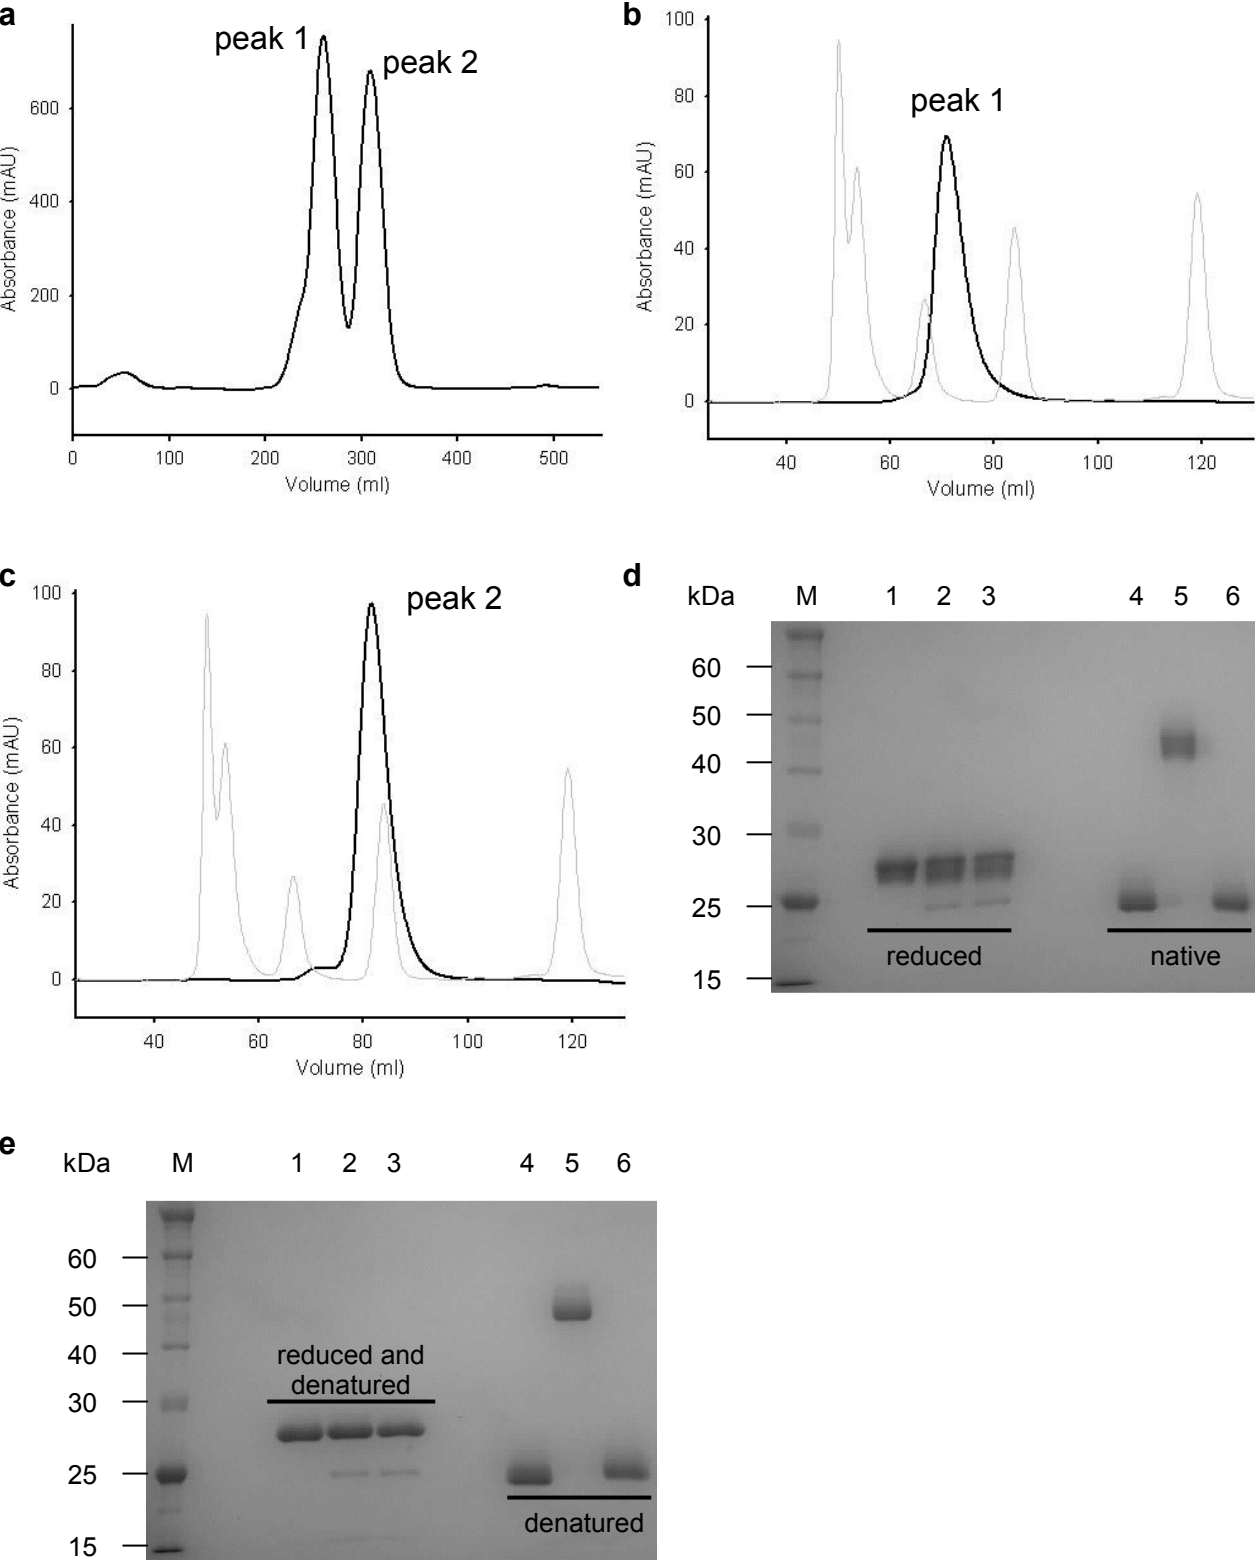 a
peak 1
peak 2
600
400
200
0
Absorbance (mAU)
0 100 200 300 400 500
Volume (ml)
b
peak 1
100
80
60
40
20
0
Absorbance (mAU)
40 60 80 100 120
Volume (ml)
c
peak 2
100
80
60
40
20
0
Absorbance (mAU)
40 60 80 100 120
Volume (ml)
d
kDa M 1 2 3 4 5 6
60
50
40
30
25
15
reduced
native
e
kDa M 1 2 3 4 5 6
60
50
40
30
25
15
reduced and
denatured
denatured